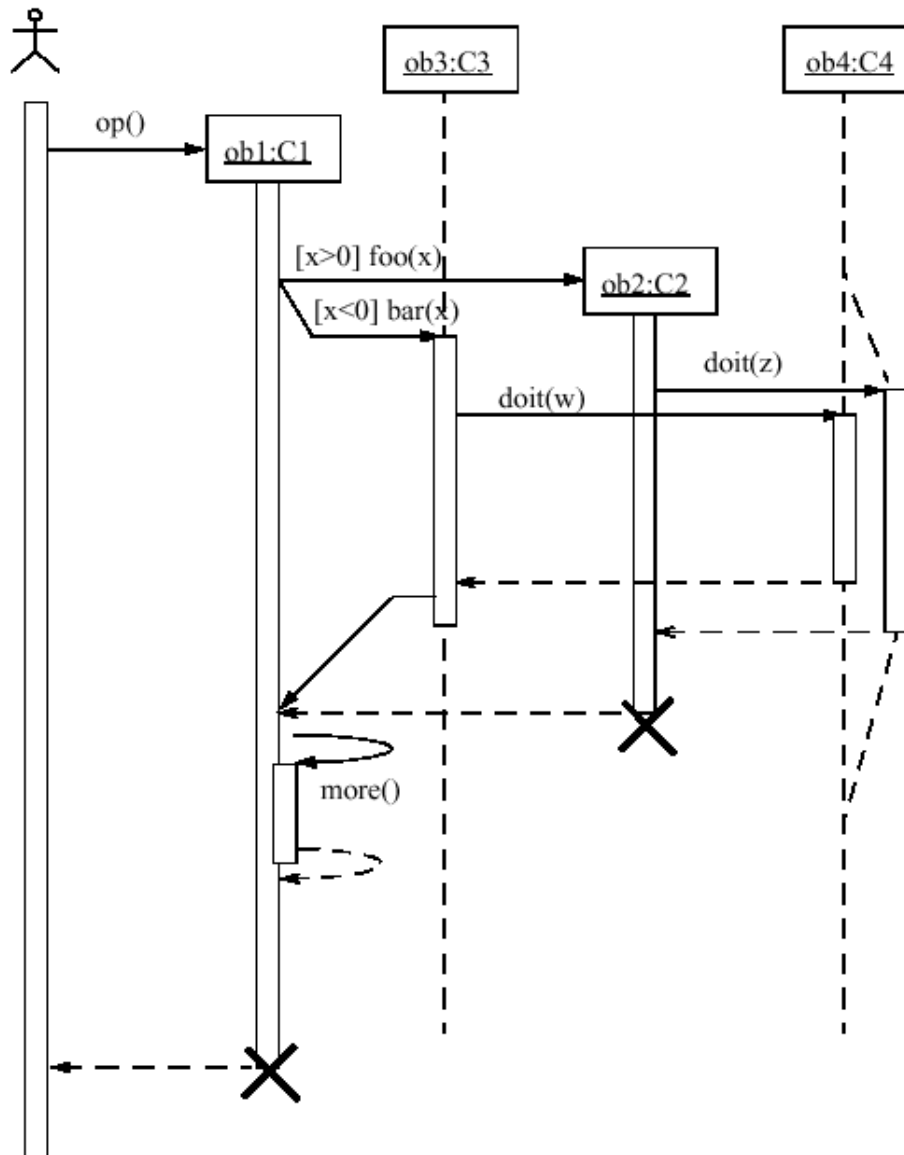 ob3:C3
ob4:C4
op()
ob1:C1
[x>0] foo(x)
ob2:C2
[x<0] bar(x)
doit(z)
doit(w)
more()